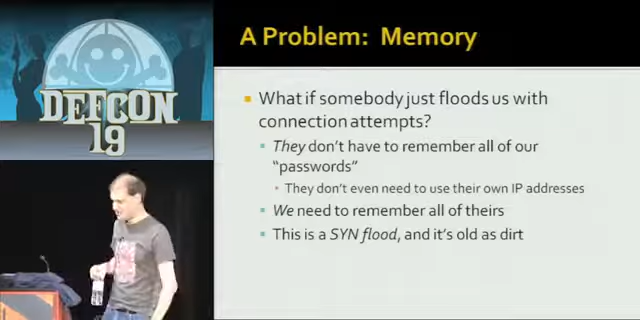 DEFCON
19
A Problem: Memory
What if somebody just floods us with
connection attempts?
They don't have to remember all of our
"passwords"
They don't even need to use their own IP addresses
We need to remember all of theirs
This is a SYN flood, and it's old as dirt